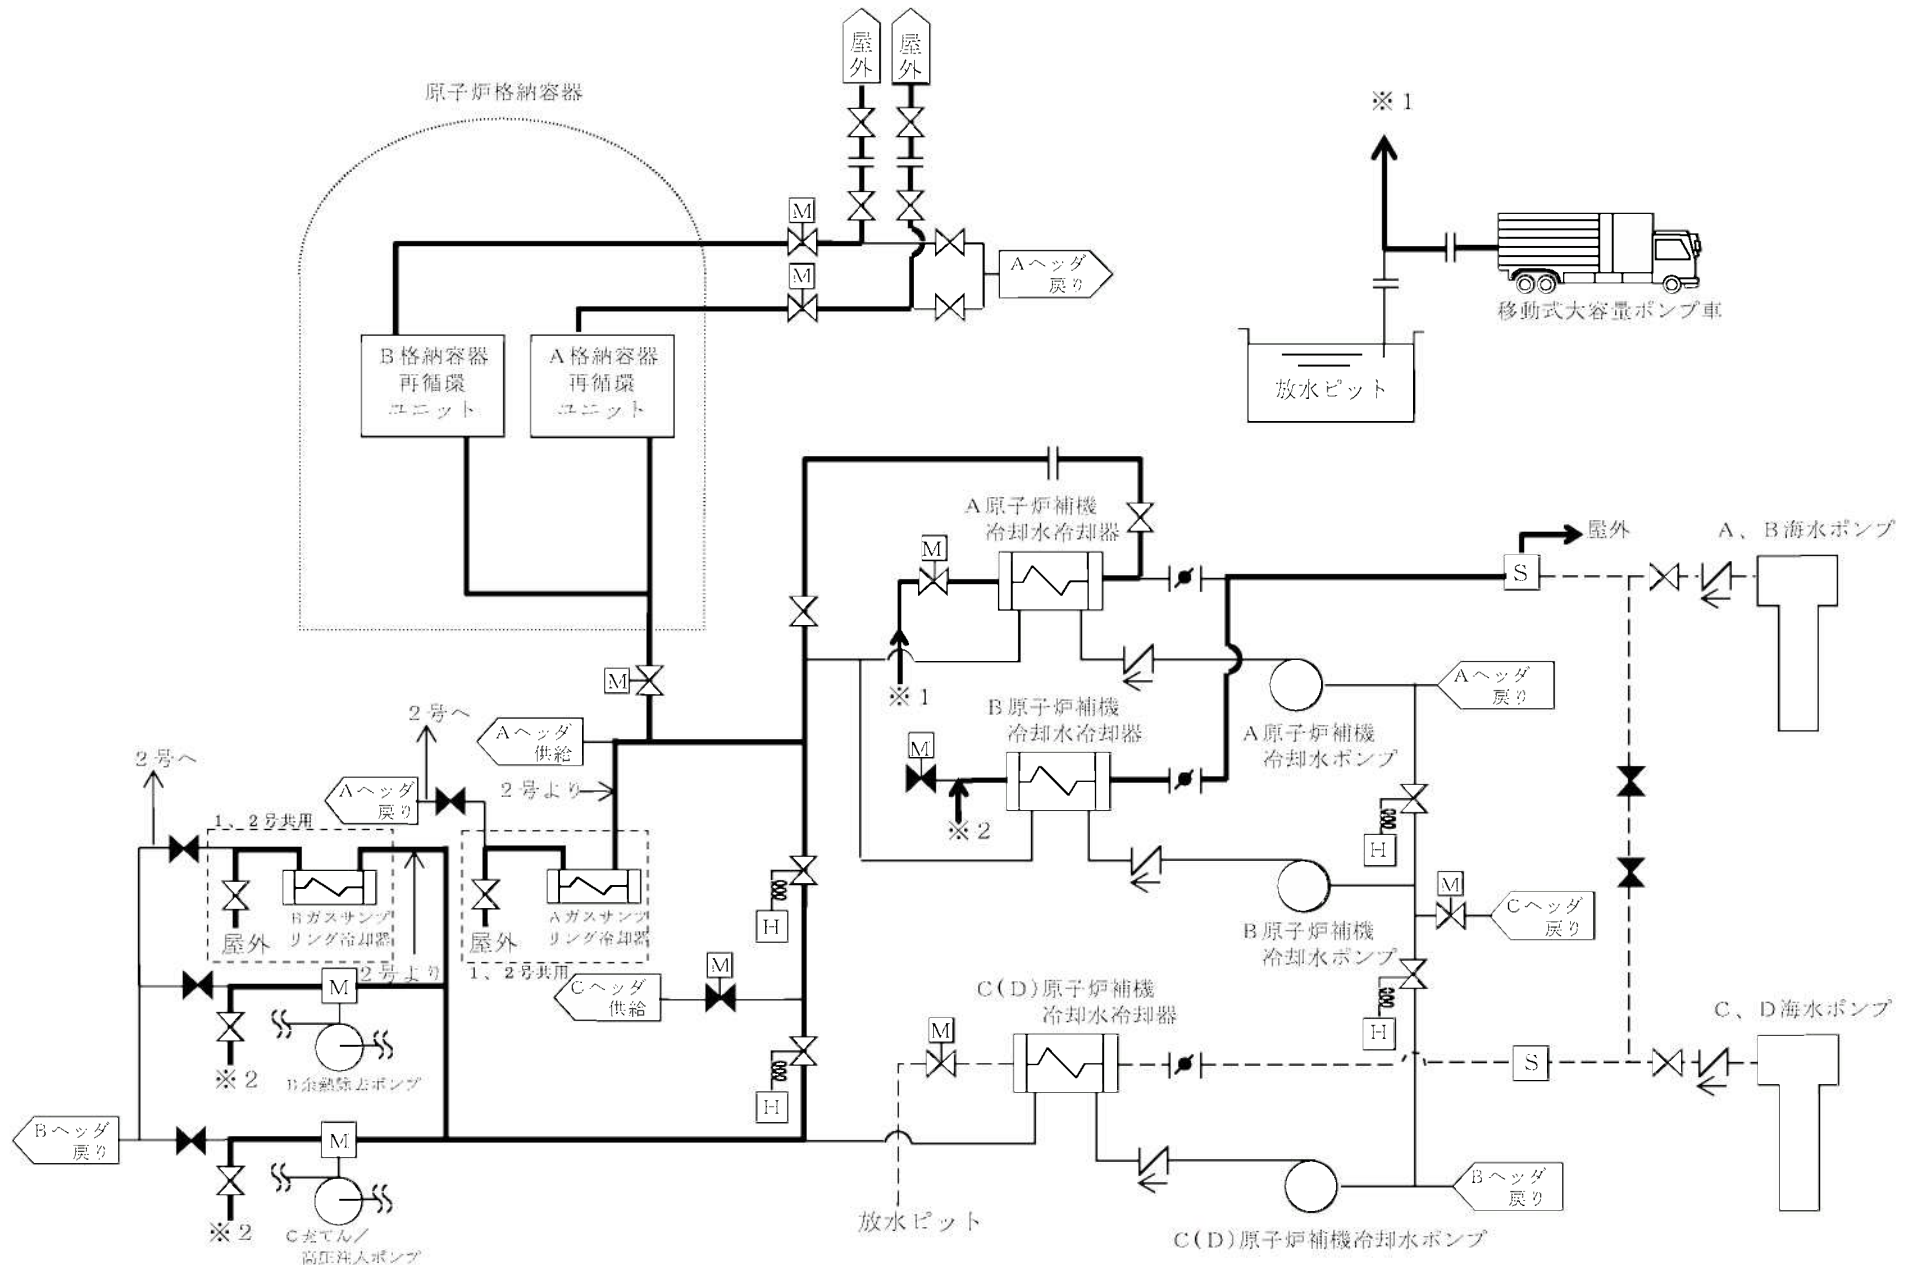 屋外
屋外
原子炉格納容器
※1
M
M
Aヘッダ
戻り
移動式大容量ポンプ車
B格納容器
再循環
ユニット
A格納容器
再循環
ユニット
放水ピット
A原子炉補機
冷却水冷却器
M
S
屋外
A、B海水ポンプ
M
※1
B原子炉補機
冷却水冷却器
Aヘッダ
戻り
A原子炉補機
冷却水ポンプ
2号へ
Aヘッダ
供給
2号へ
Aヘッダ
戻り
2号より
M
※2
1、2号共用
H
Bガスサンプ
リング冷却器
屋外
Aガスサンプ
リング冷却器
屋外
H
M
Cヘッダ
戻り
B原子炉補機
冷却水ポンプ
2号より
1、2号共用
M
M
Cヘッダ
供給
C(D)原子炉補機
冷却水冷却器
M
H
S
C、D海水ポンプ
※2
B余熱除去ポンプ
H
Bヘッダ
戻り
M
Bヘッダ
戻り
※2
C充てん/
高圧注入ポンプ
放水ピット
C(D)原子炉補機冷却水ポンプ